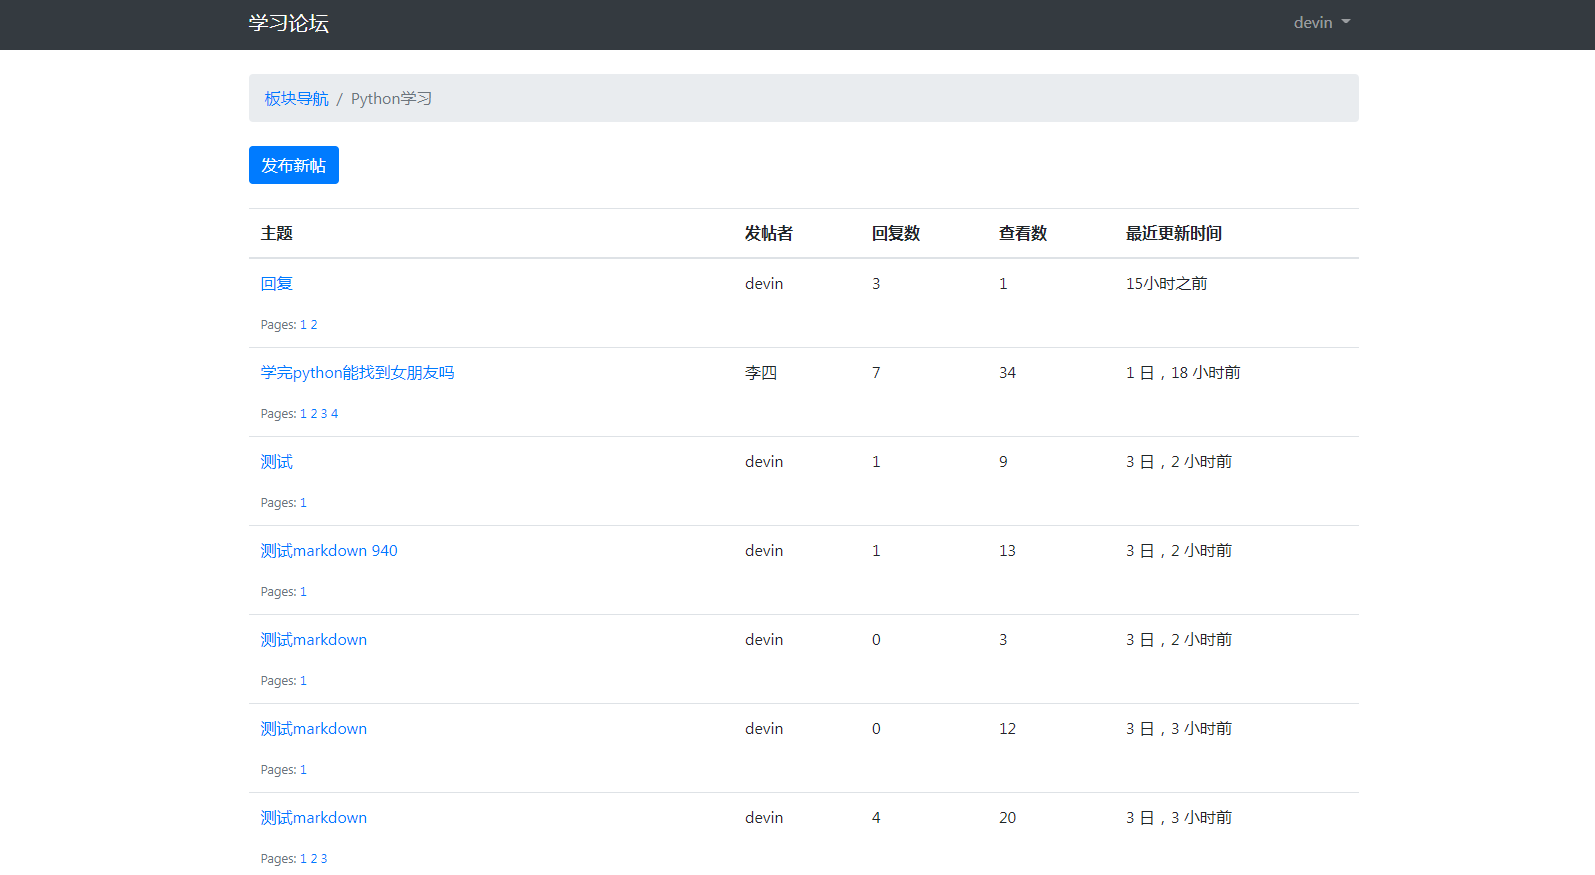 学习论坛 devin
板块导航 / Python学习
发布新帖
主题 发帖者 回复数 查看数 最近更新时间
回复 devin 3 1 15小时之前
Pages: 1 2
学完python能找到女朋友吗 李四 7 34 1 日，18 小时前
Pages: 1 2 3 4
测试 devin 1 9 3 日，2 小时前
Pages: 1
测试markdown 940 devin 1 13 3 日，2 小时前
Pages: 1
测试markdown devin 0 3 3 日，2 小时前
Pages: 1
测试markdown devin 0 12 3 日，3 小时前
Pages: 1
测试markdown devin 4 20 3 日，3 小时前
Pages: 1 2 3